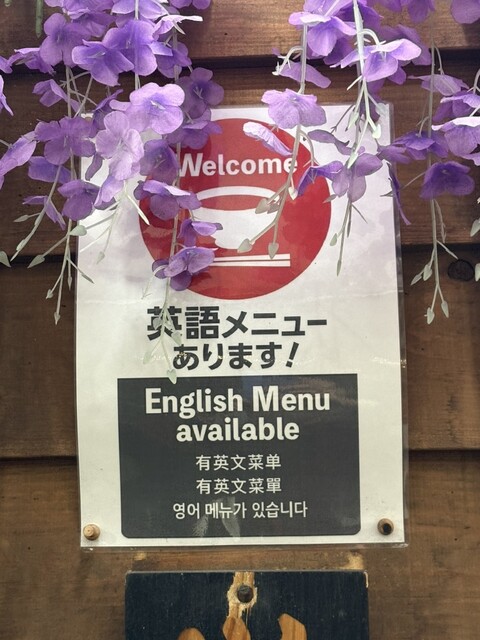 Welcome
英語メニュー
あります!
English Menu
available
有英文菜单
有英文菜單
영어 메뉴가 있습니다